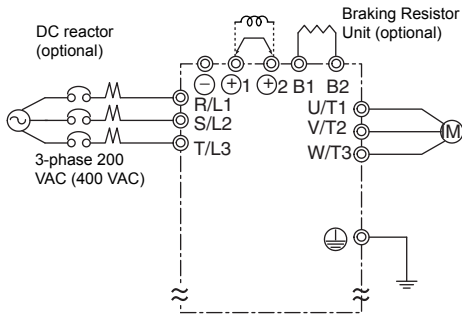 DC reactor
(optional)
Braking Resistor
Unit (optional)
− +1 +2 B1 B2
R/L1
S/L2
T/L3
U/T1
V/T2
W/T3
M
3-phase 200
VAC (400 VAC)